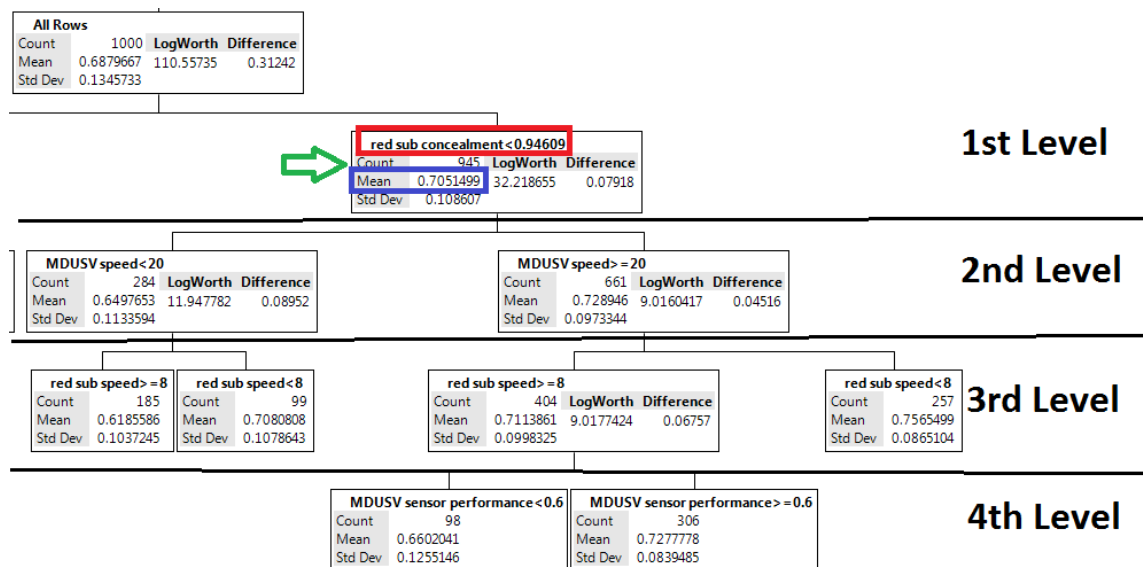 All Rows
Count 1000 LogWorth Difference
Mean 0.6879667 110.55735 0.31242
Std Dev 0.1345733
red sub concealment<0.94609
Count 945 LogWorth Difference
Mean 0.7051499 32.218655 0.07918
Std Dev 0.108607
1st Level
MDUSV speed<20
Count 284 LogWorth Difference
Mean 0.6497653 11.947782 0.08952
Std Dev 0.1133594
MDUSV speed>=20
Count 661 LogWorth Difference
Mean 0.728946 9.0160417 0.04516
Std Dev 0.0973344
2nd Level
red sub speed>=8
Count 185
Mean 0.6185586
Std Dev 0.1037245
red sub speed<8
Count 99
Mean 0.7080808
Std Dev 0.1078643
red sub speed>=8
Count 404 LogWorth Difference
Mean 0.7113861 9.0177424 0.06757
Std Dev 0.0998325
red sub speed<8
Count 257
Mean 0.7565499
Std Dev 0.0865104
3rd Level
MDUSV sensor performance<0.6
Count 98
Mean 0.6602041
Std Dev 0.1255146
MDUSV sensor performance>=0.6
Count 306
Mean 0.7277778
Std Dev 0.0839485
4th Level